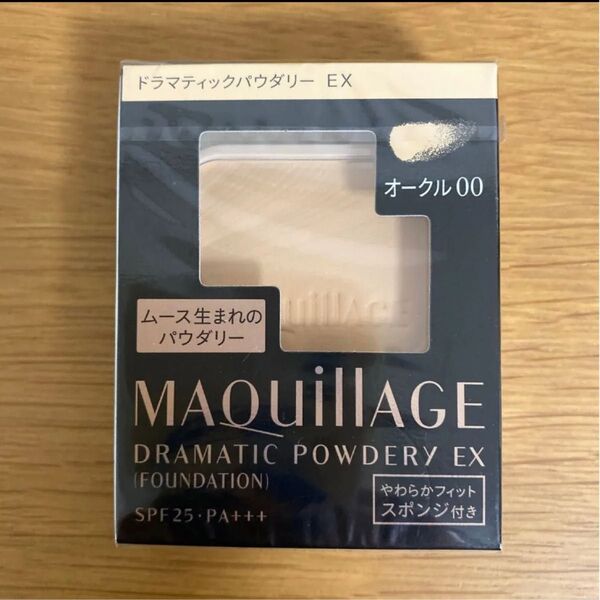 ドラマティックパウダリー EX
オークル 00
ムース生まれの
パウダリー
MAQuillAGE
MAQuillAGE
DRAMATIC POWDERY EX
(FOUNDATION)
SPF25・PA+++
やわらかフィット
スポンジ付き